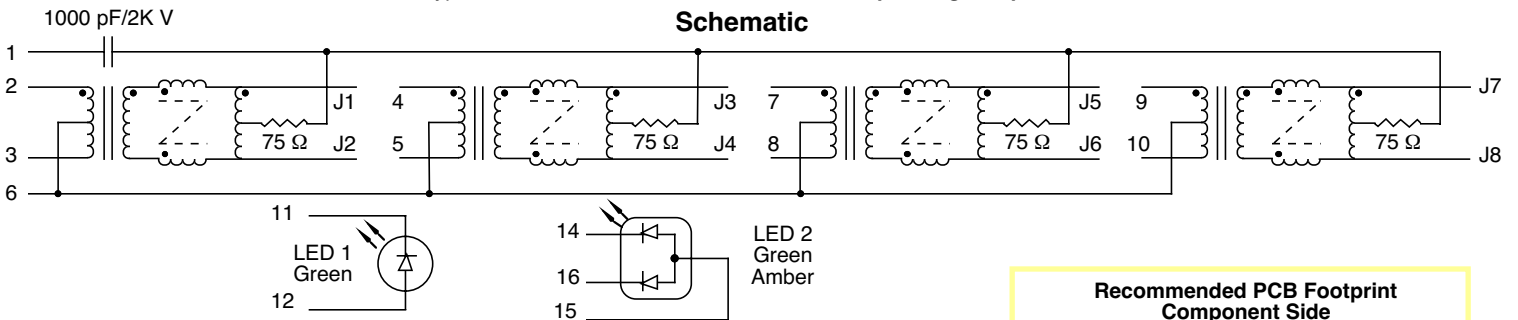 1000 pF/2K V
Schematic
1
2
J1
4
J3
7
J5
9
J7
75 Ω
J2
5
75 Ω
J4
8
75 Ω
J6
10
75 Ω
J8
3
6
11
LED 1
Green
12
14
16
15
LED 2
Green
Amber
Recommended PCB Footprint
Component Side